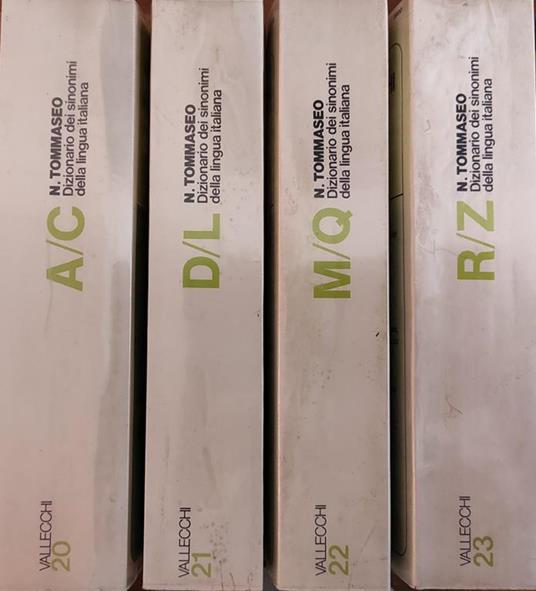 N. TOMMASEO
Dizionario dei sinonimi
della lingua italiana
A/C
VALLECCHI
20
N. TOMMASEO
Dizionario dei sinonimi
della lingua italiana
D/L
VALLECCHI
21
N. TOMMASEO
Dizionario dei sinonimi
della lingua italiana
M/Q
VALLECCHI
22
N. TOMMASEO
Dizionario dei sinonimi
della lingua italiana
R/Z
VALLECCHI
23